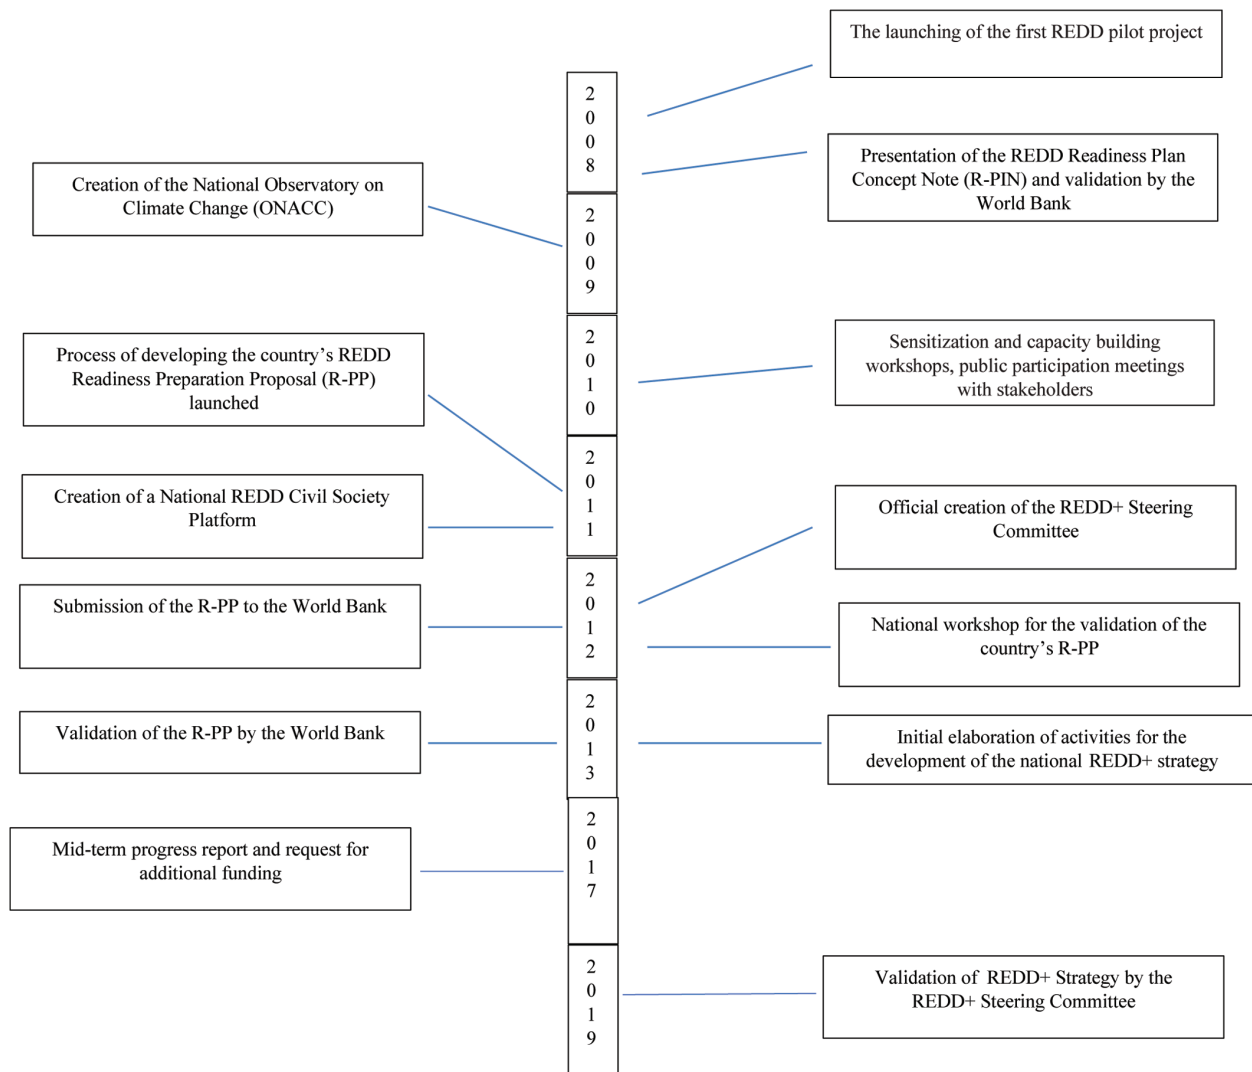 The launching of the first REDD pilot project
2
0
0
8
Presentation of the REDD Readiness Plan
Concept Note (R-PIN) and validation by the
World Bank
Creation of the National Observatory on
Climate Change (ONACC)
2
0
0
9
2
0
1
0
Sensitization and capacity building
workshops, public participation meetings
with stakeholders
Process of developing the country’s REDD
Readiness Preparation Proposal (R-PP)
launched
2
0
1
1
Creation of a National REDD Civil Society
Platform
Official creation of the REDD+ Steering
Committee
2
0
1
2
Submission of the R-PP to the World Bank
National workshop for the validation of the
country’s R-PP
2
0
1
3
Validation of the R-PP by the World Bank
Initial elaboration of activities for the
development of the national REDD+ strategy
2
0
1
7
Mid-term progress report and request for
additional funding
2
0
1
9
Validation of REDD+ Strategy by the
REDD+ Steering Committee